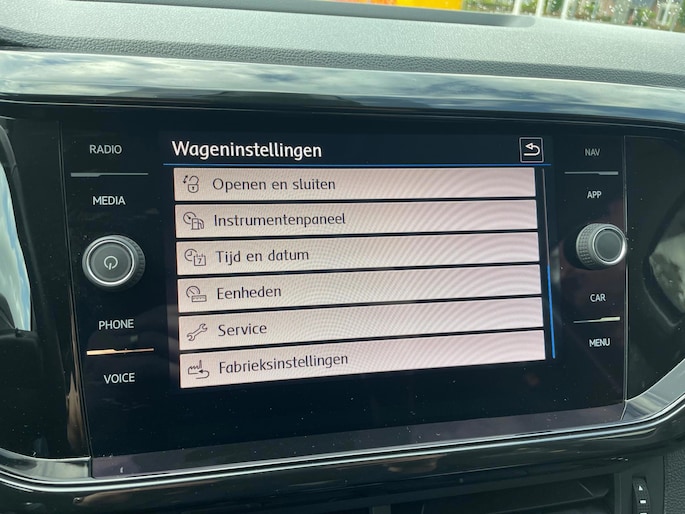 Wageninstellingen
RADIO
MEDIA
PHONE
VOICE
Openen en sluiten
Instrumentenpaneel
7 Tijd en datum
Eenheden
Service
Fabrieksinstellingen
NAV
APP
CAR
MENU